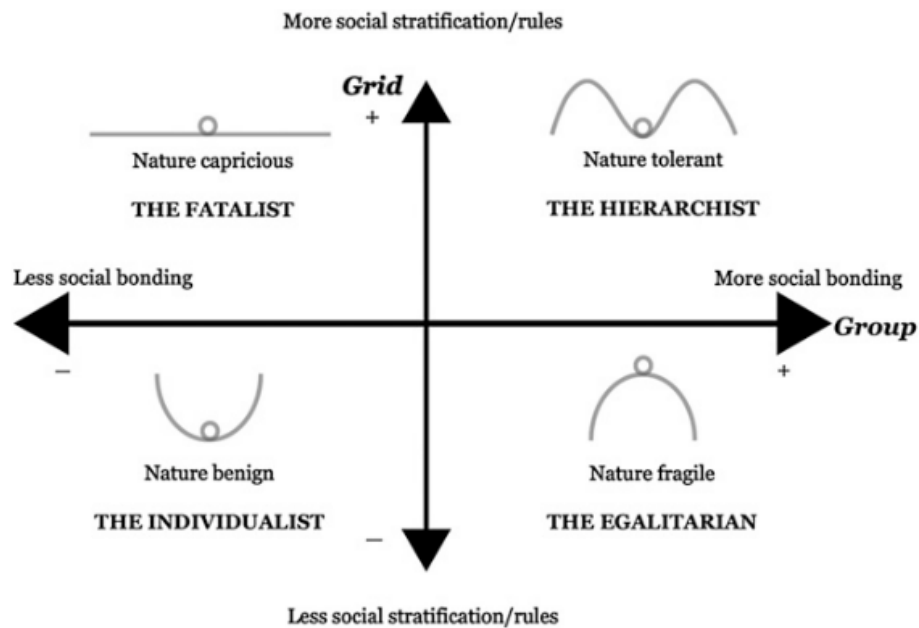 More social stratification/rules
Grid
+
Nature capricious
Nature tolerant
THE FATALIST
THE HIERARCHIST
Less social bonding
More social bonding
Group
–
+
Nature benign
Nature fragile
THE INDIVIDUALIST
THE EGALITARIAN
–
Less social stratification/rules